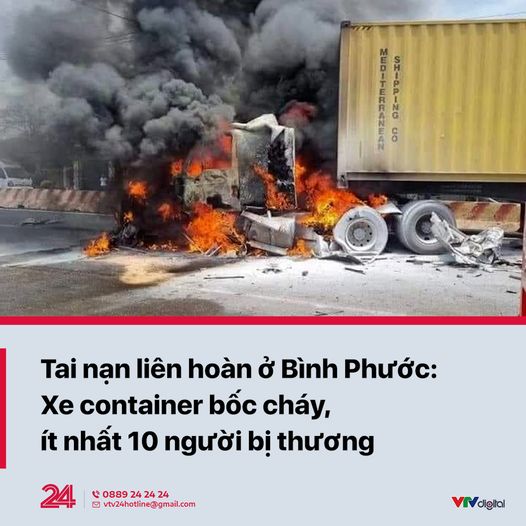 MEDITERRANEAN
SHIPPING CO
Tai nạn liên hoàn ở Bình Phước:
Xe container bốc cháy,
ít nhất 10 người bị thương
24
0889 24 24 24
vtv24hotline@gmail.com
VTVdigital